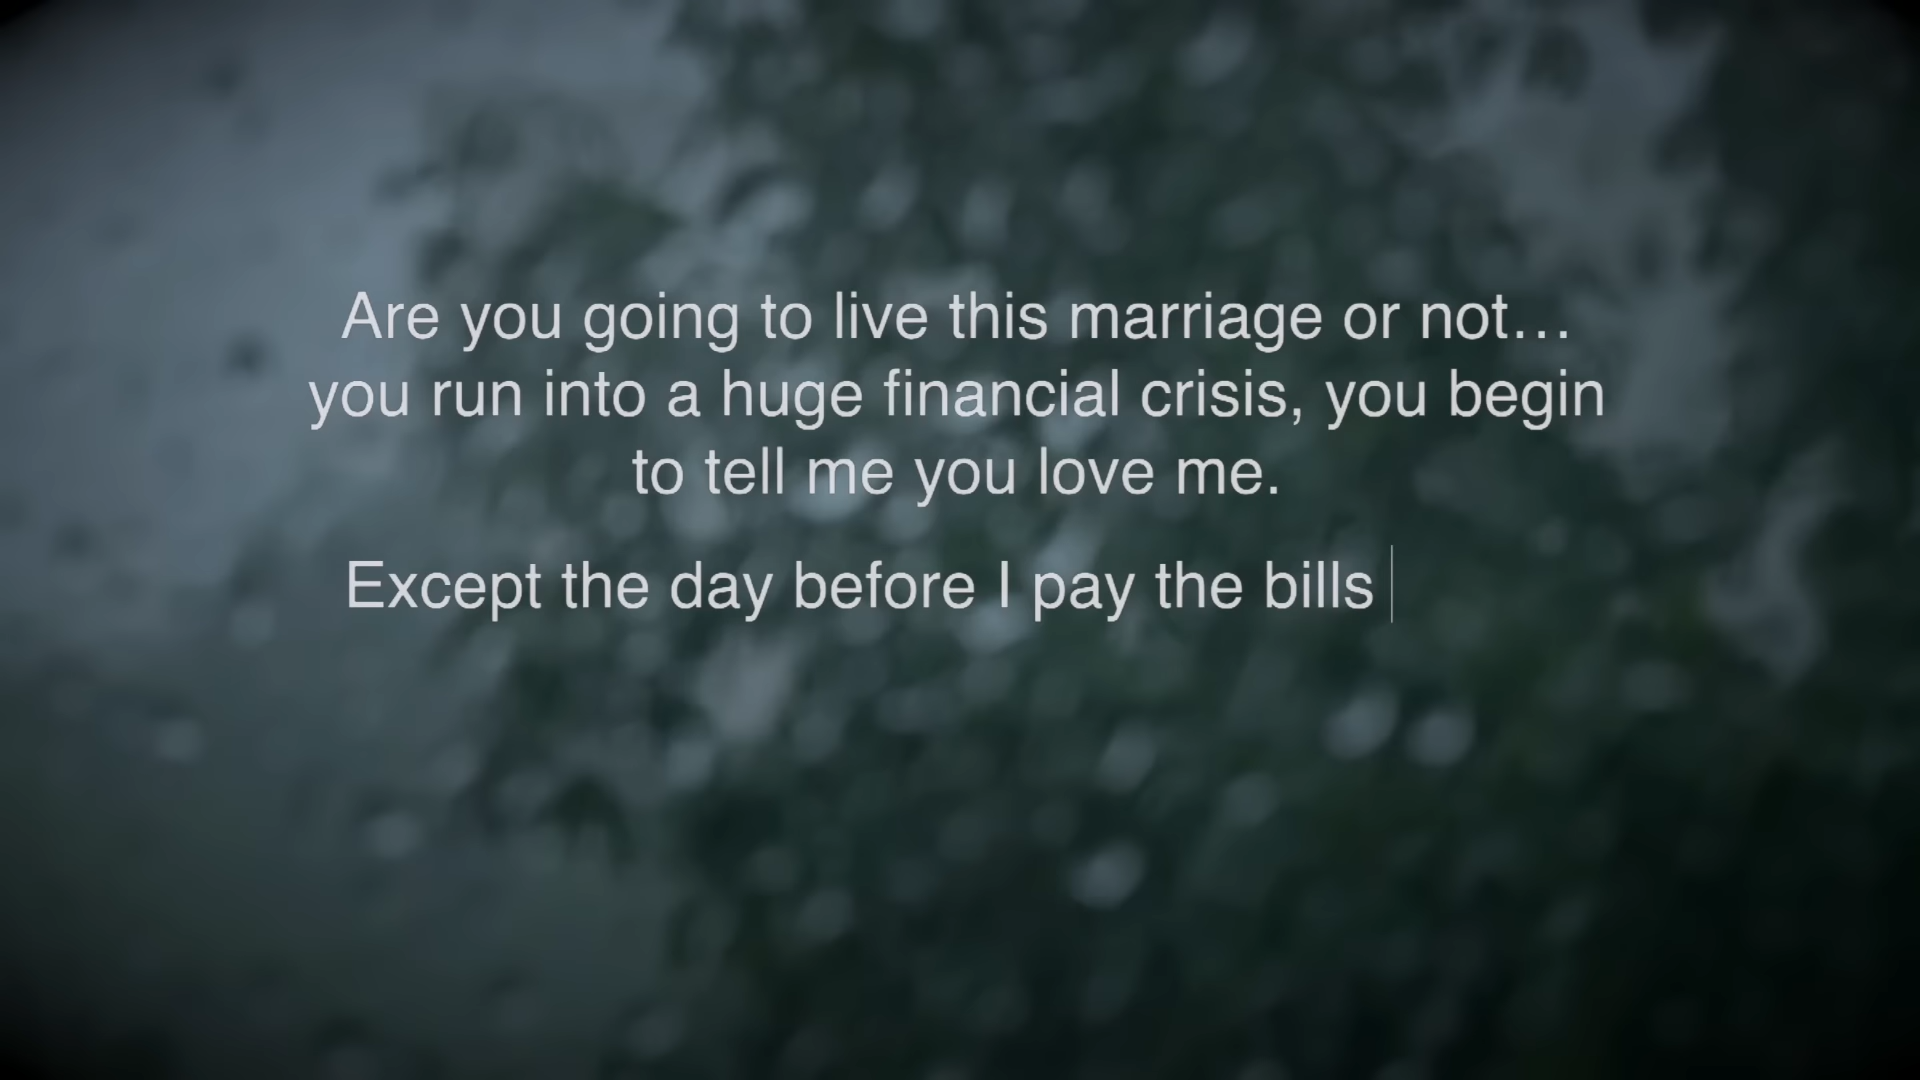 Are you going to live this marriage or not…
you run into a huge financial crisis, you begin
to tell me you love me.
Except the day before I pay the bills